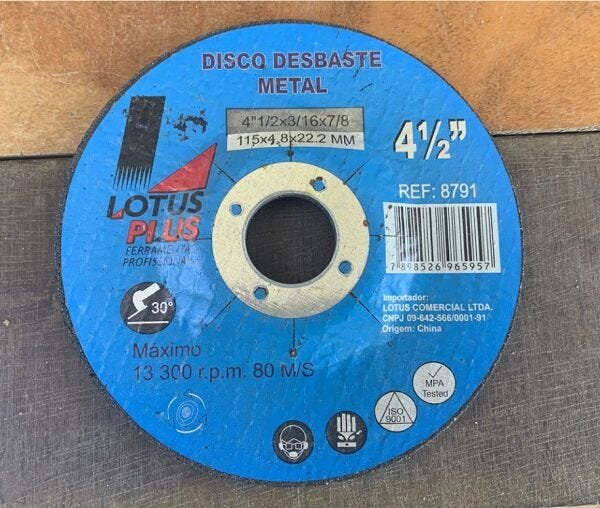 DISCO DESBASTE
METAL
4"1/2x3/16x7/8
115x4.8x22.2 MM
4½"
REF: 8791
LOTUS
PLUS
FERRAMENTAS
PROFISSIONAIS
7 898526 965957
Importador:
LOTUS COMERCIAL LTDA.
CNPJ 09-642-566/0001-91
Origem: China
30°
Máximo
13 300 r.p.m. 80 M/S
MPA
Tested
ISO
9001